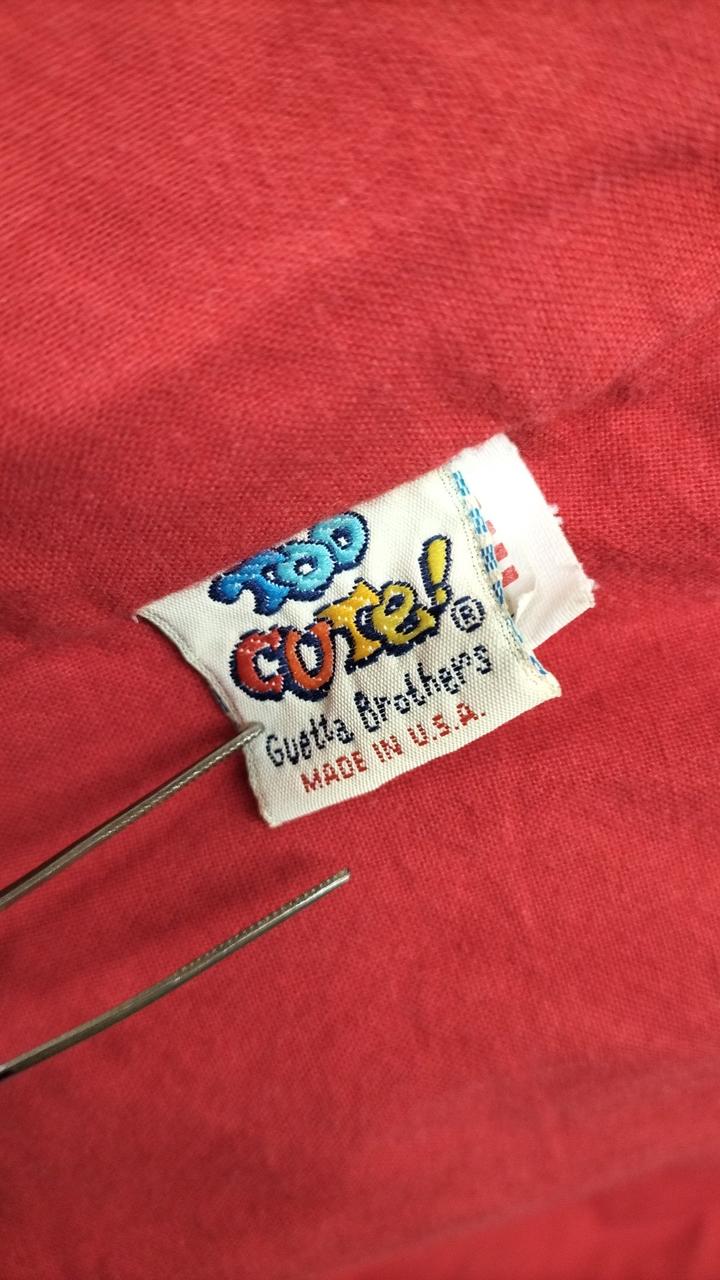 Too
CUTe! ®
Guetta Brothers
MADE IN U.S.A.